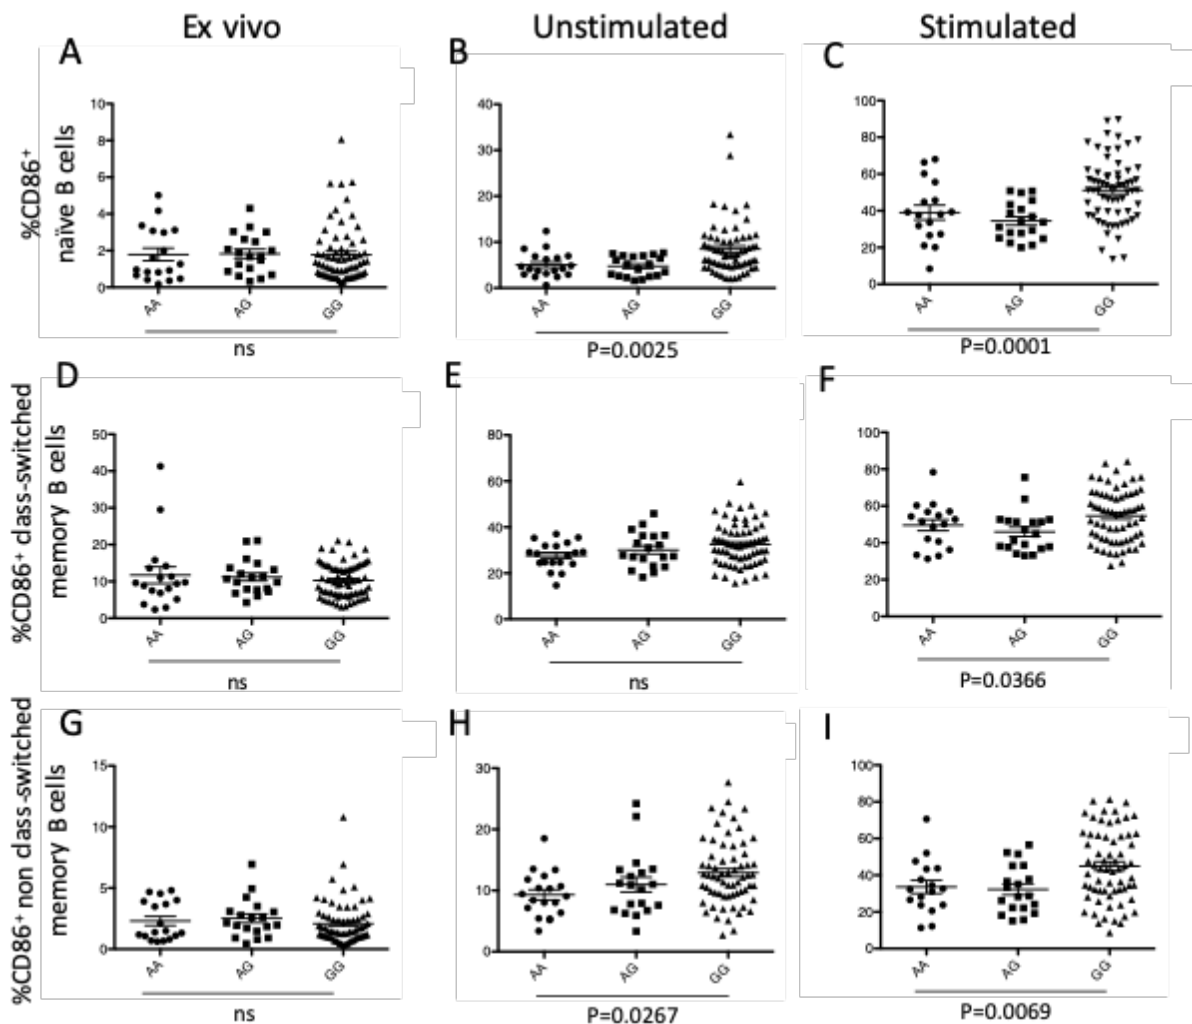 Ex vivo
Unstimulated
Stimulated
A
B
C
%CD86⁺
naïve B cells
10
8
6
4
2
0
AA
AG
GG
ns
40
30
20
10
0
AA
AG
GG
P=0.0025
100
80
60
40
20
0
AA
AG
GG
P=0.0001
D
E
F
%CD86⁺ class-switched
memory B cells
50
40
30
20
10
0
AA
AG
GG
ns
80
60
40
20
0
AA
AG
GG
ns
100
80
60
40
20
0
AA
AG
GG
P=0.0366
G
H
I
%CD86⁺ non class-switched
memory B cells
15
10
5
0
AA
AG
GG
ns
30
20
10
0
AA
AG
GG
P=0.0267
100
80
60
40
20
0
AA
AG
GG
P=0.0069